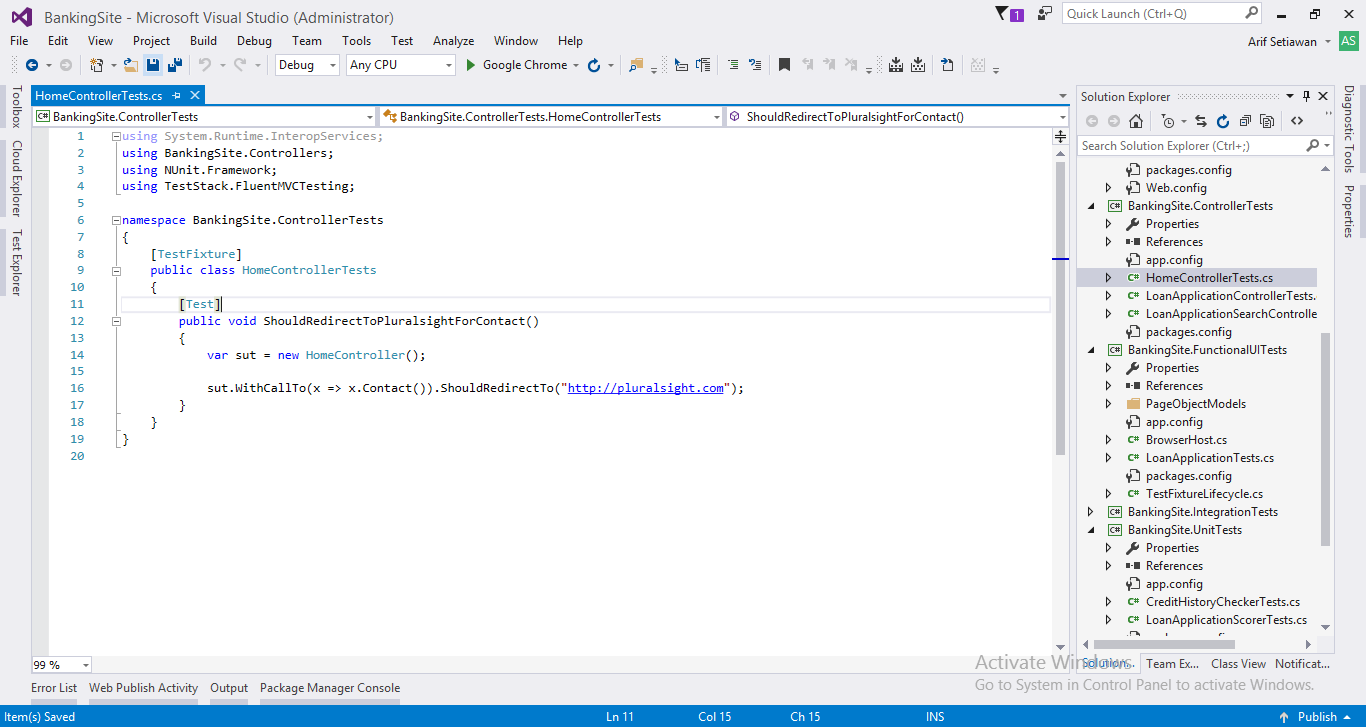 BankingSite - Microsoft Visual Studio (Administrator)
1
Quick Launch (Ctrl+Q)
File Edit View Project Build Debug Team Tools Test Analyze Window Help
Arif Setiawan
AS
Debug
Any CPU
Google Chrome
Toolbox
Cloud Explorer
Test Explorer
HomeControllerTests.cs
BankingSite.ControllerTests
BankingSite.ControllerTests.HomeControllerTests
ShouldRedirectToPluralsightForContact()
1 using System.Runtime.InteropServices;
2 using BankingSite.Controllers;
3 using NUnit.Framework;
4 using TestStack.FluentMVCTesting;
5
6 namespace BankingSite.ControllerTests
7 {
8 [TestFixture]
9 public class HomeControllerTests
10 {
11 [Test]
12 public void ShouldRedirectToPluralsightForContact()
13 {
14 var sut = new HomeController();
15
16 sut.WithCallTo(x => x.Contact()).ShouldRedirectTo("http://pluralsight.com");
17 }
18 }
19 }
20
99 %
Solution Explorer
Search Solution Explorer (Ctrl+;)
packages.config
Web.config
BankingSite.ControllerTests
Properties
References
app.config
HomeControllerTests.cs
LoanApplicationControllerTests.
LoanApplicationSearchControlle
packages.config
BankingSite.FunctionalUITests
Properties
References
PageObjectModels
app.config
BrowserHost.cs
LoanApplicationTests.cs
packages.config
TestFixtureLifecycle.cs
BankingSite.IntegrationTests
BankingSite.UnitTests
Properties
References
app.config
CreditHistoryCheckerTests.cs
LoanApplicationScorerTests.cs
Solution... Team Ex... Class View Notificat...
Diagnostic Tools
Properties
Activate Windows
Go to System in Control Panel to activate Windows.
Error List Web Publish Activity Output Package Manager Console
Item(s) Saved
Ln 11 Col 15 Ch 15 INS
Publish